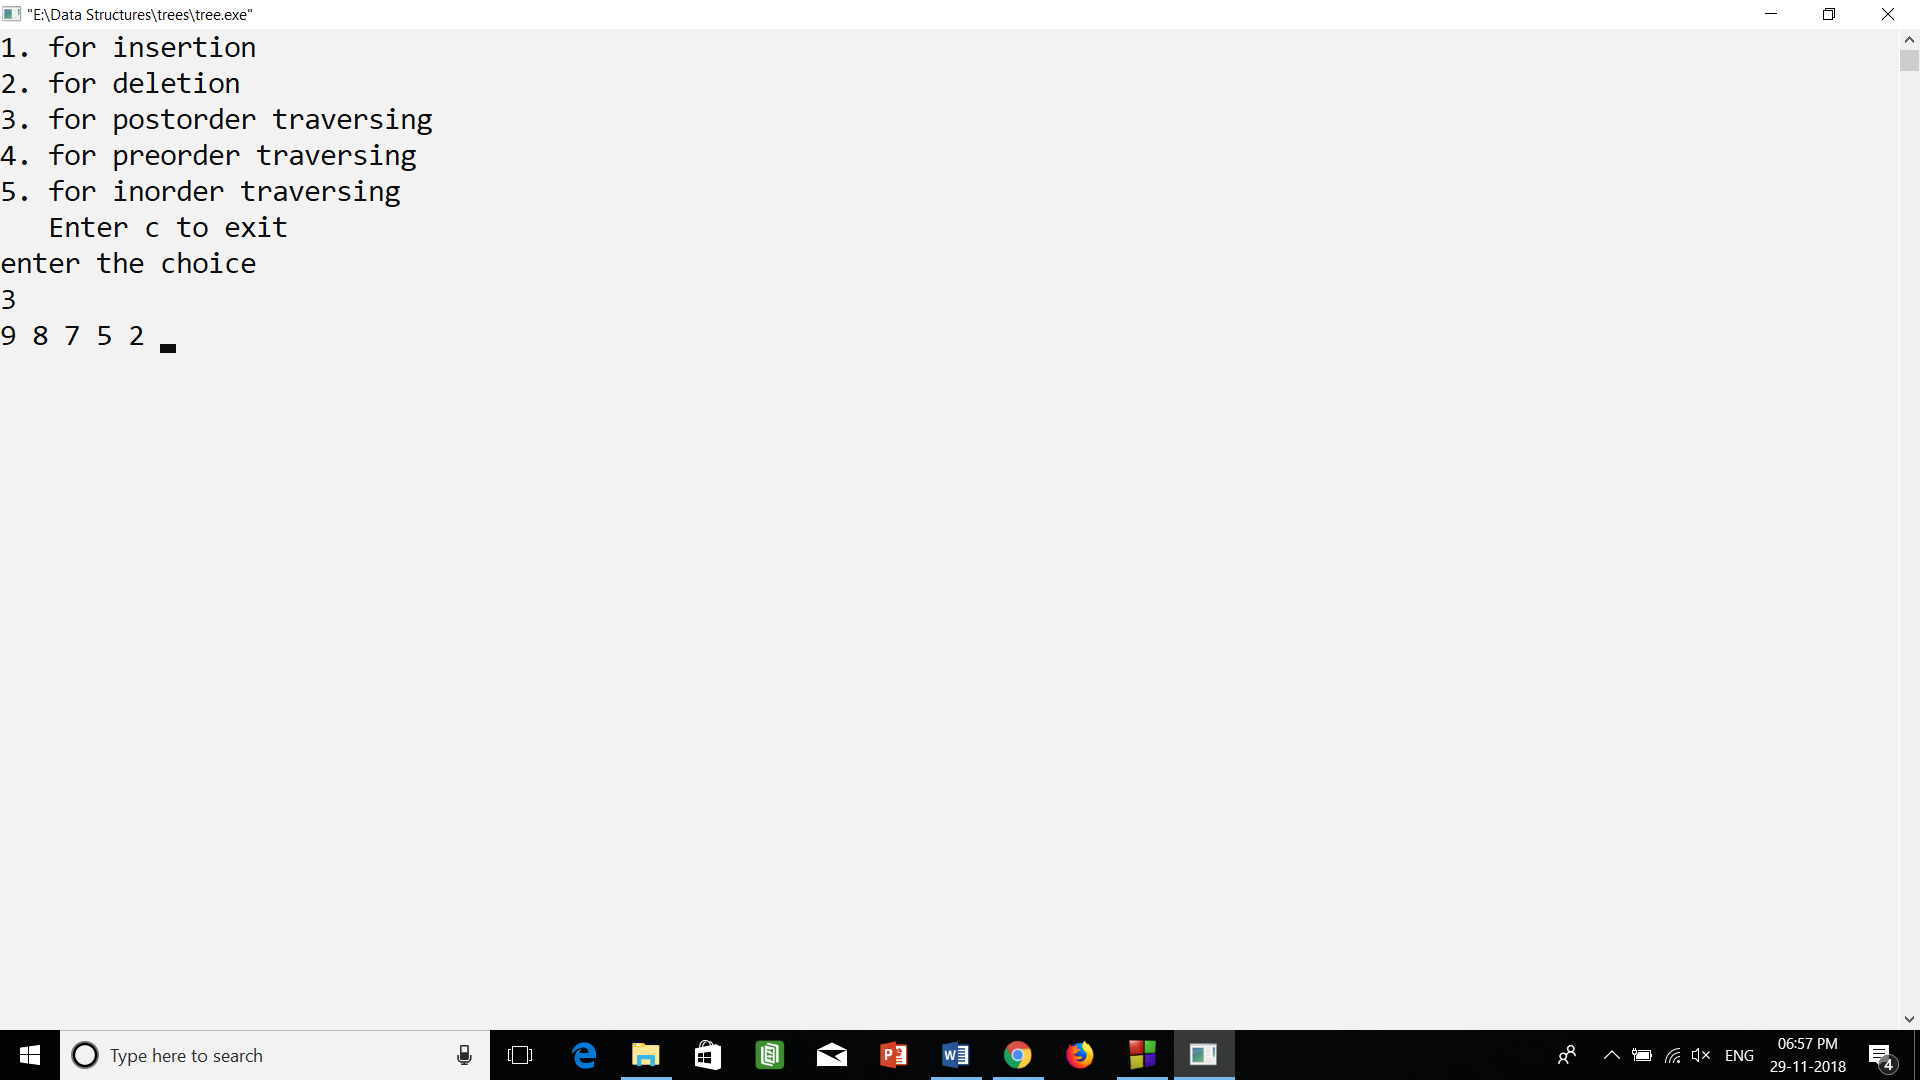 "E:\Data Structures\trees\tree.exe"
1. for insertion
2. for deletion
3. for postorder traversing
4. for preorder traversing
5. for inorder traversing
   Enter c to exit
enter the choice
3
9 8 7 5 2
Type here to search
ENG
06:57 PM
29-11-2018
4